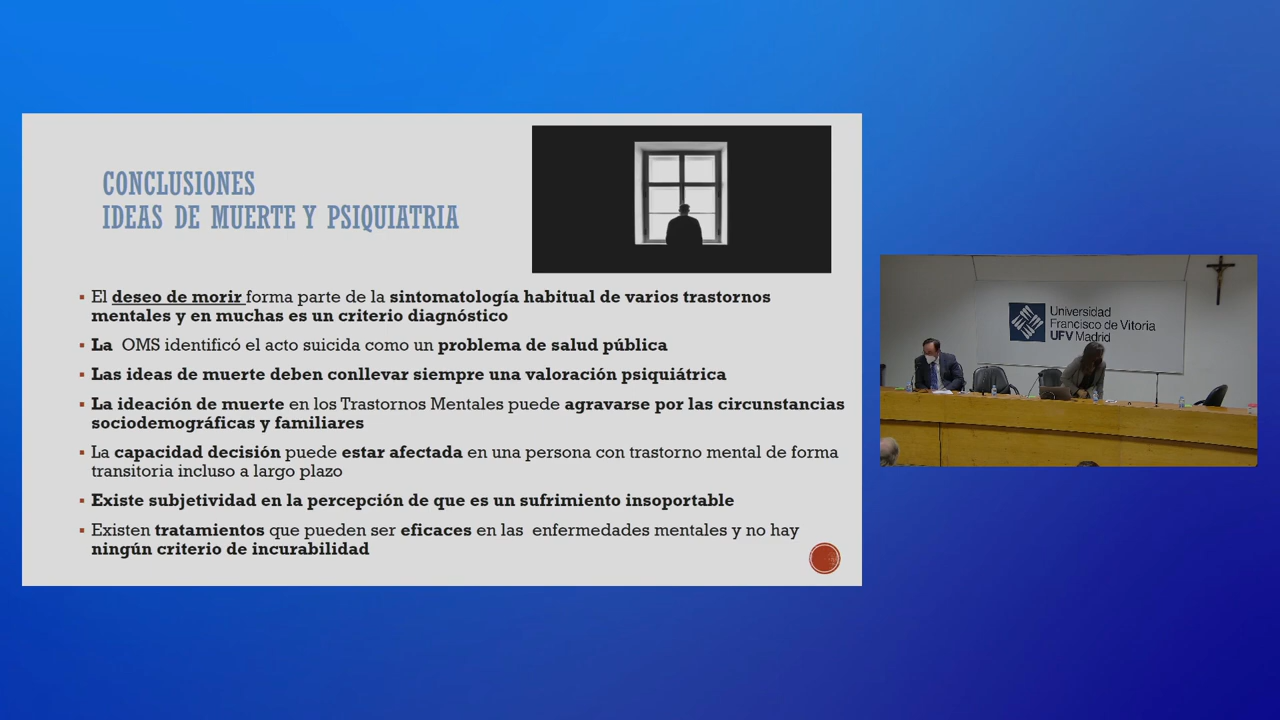 CONCLUSIONES
IDEAS DE MUERTE Y PSIQUIATRIA
El deseo de morir forma parte de la sintomatología habitual de varios trastornos
mentales y en muchas es un criterio diagnóstico
La OMS identificó el acto suicida como un problema de salud pública
Las ideas de muerte deben conllevar siempre una valoración psiquiátrica
La ideación de muerte en los Trastornos Mentales puede agravarse por las circunstancias
sociodemográficas y familiares
La capacidad decisión puede estar afectada en una persona con trastorno mental de forma
transitoria incluso a largo plazo
Existe subjetividad en la percepción de que es un sufrimiento insoportable
Existen tratamientos que pueden ser eficaces en las enfermedades mentales y no hay
ningún criterio de incurabilidad
Universidad
Francisco de Vitoria
UFV Madrid